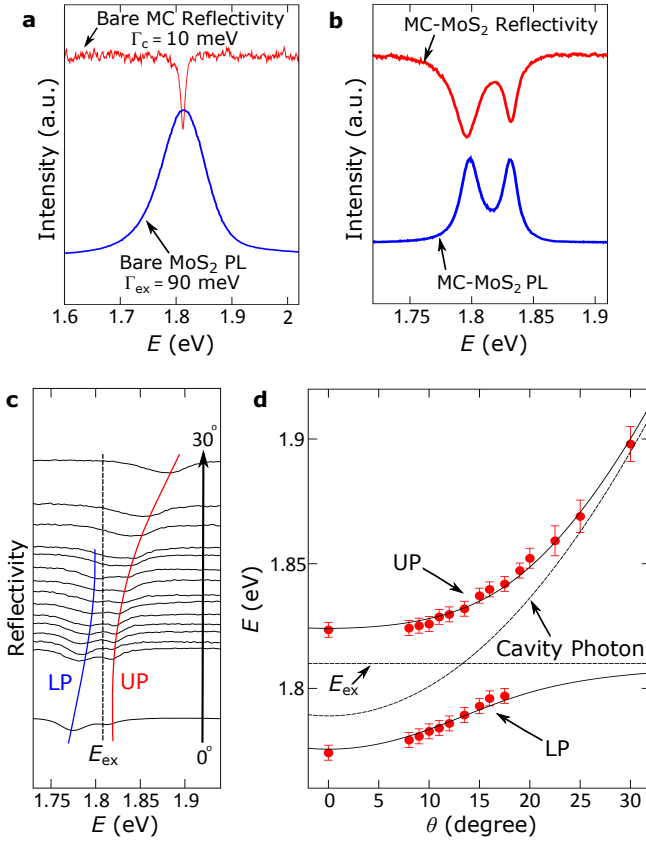 a
Bare MC Reflectivity
Γc = 10 meV
Intensity (a.u.)
Bare MoS2 PL
Γex = 90 meV
1.6 1.7 1.8 1.9 2
E (eV)
b
MC-MoS2 Reflectivity
Intensity (a.u.)
MC-MoS2 PL
1.75 1.8 1.85 1.9
E (eV)
c
30°
Reflectivity
LP
UP
Eex
0°
1.75 1.8 1.85 1.9
E (eV)
d
1.9
1.85
E (eV)
UP
Cavity Photon
Eex
1.8
LP
0 5 10 15 20 25 30
θ (degree)